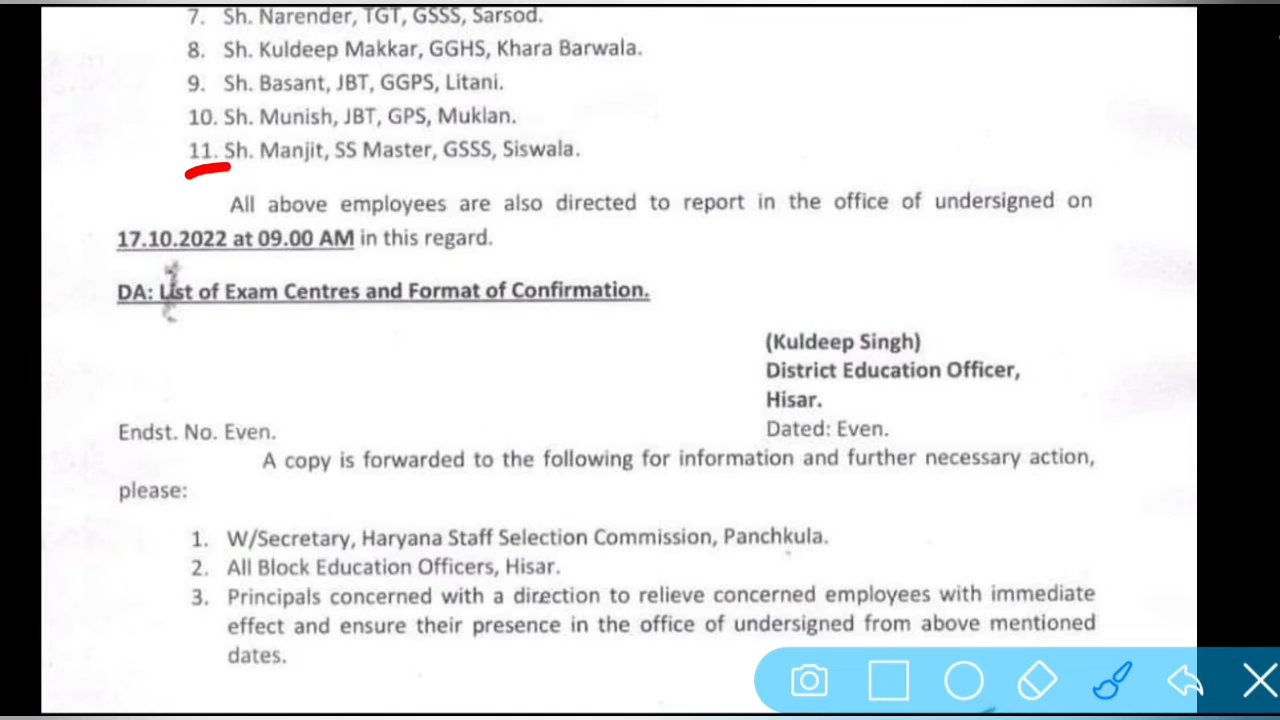 7. Sh. Narender, TGT, GSSS, Sarsod.
8. Sh. Kuldeep Makkar, GGHS, Khara Barwala.
9. Sh. Basant, JBT, GGPS, Litani.
10. Sh. Munish, JBT, GPS, Muklan.
11. Sh. Manjit, SS Master, GSSS, Siswala.
All above employees are also directed to report in the office of undersigned on
17.10.2022 at 09.00 AM in this regard.
DA: List of Exam Centres and Format of Confirmation.
(Kuldeep Singh)
District Education Officer,
Hisar.
Endst. No. Even. Dated: Even.
A copy is forwarded to the following for information and further necessary action,
please:
1. W/Secretary, Haryana Staff Selection Commission, Panchkula.
2. All Block Education Officers, Hisar.
3. Principals concerned with a direction to relieve concerned employees with immediate
effect and ensure their presence in the office of undersigned from above mentioned
dates.